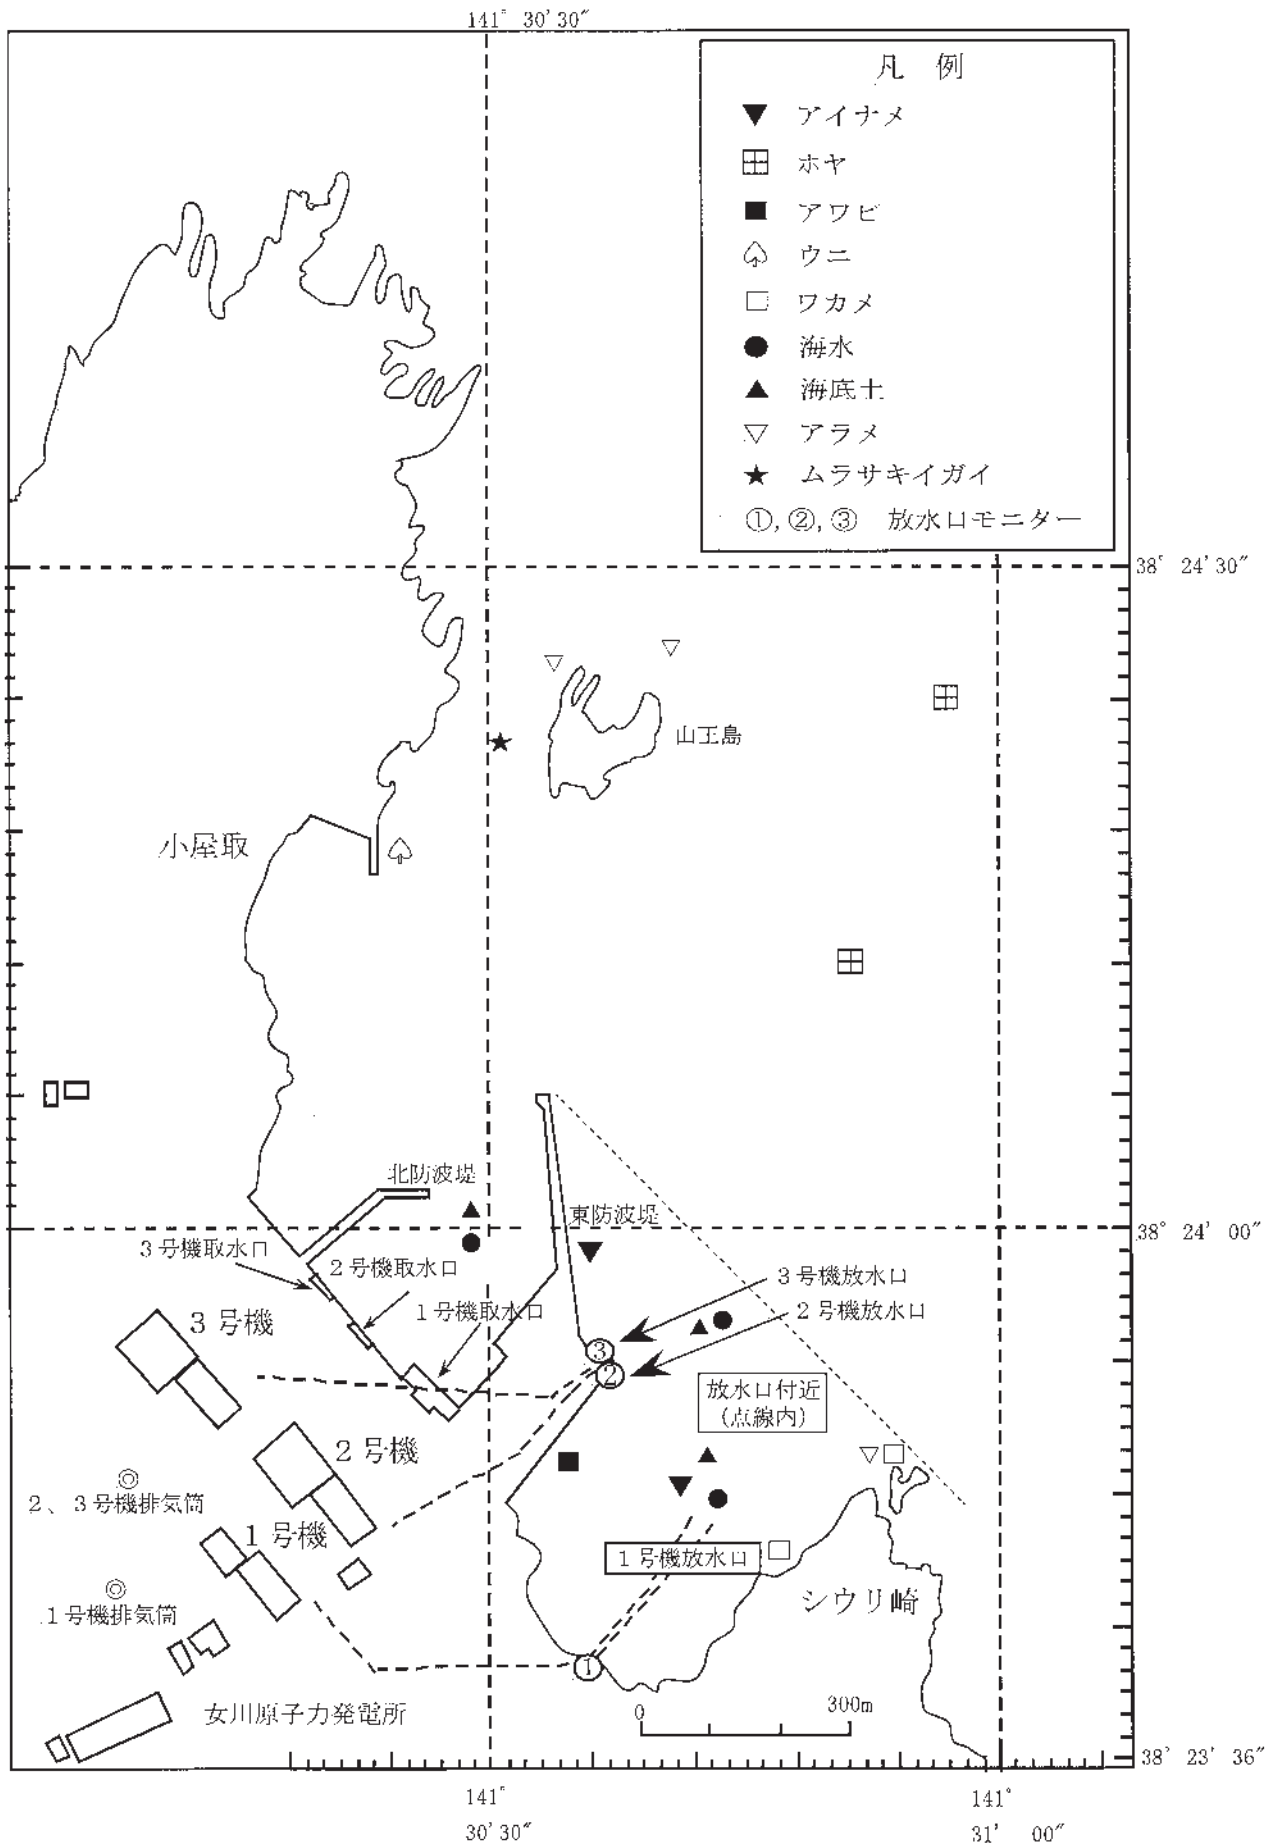 141° 30′30″
凡 例
アイナメ
ホヤ
アワビ
ウニ
ワカメ
海水
海底土
アラメ
ムラサキイガイ
①, ②, ③ 放水口モニター
38° 24′30″
山王島
小屋取
北防波堤
東防波堤
38° 24′00″
3号機取水口
2号機取水口
1号機取水口
3号機放水口
2号機放水口
3号機
③
②
放水口付近
(点線内)
2号機
2、3号機排気筒
1号機
1号機放水口
シウリ崎
1号機排気筒
①
女川原子力発電所
0
300m
38° 23′36″
141°
30′30″
141°
31′ 00″